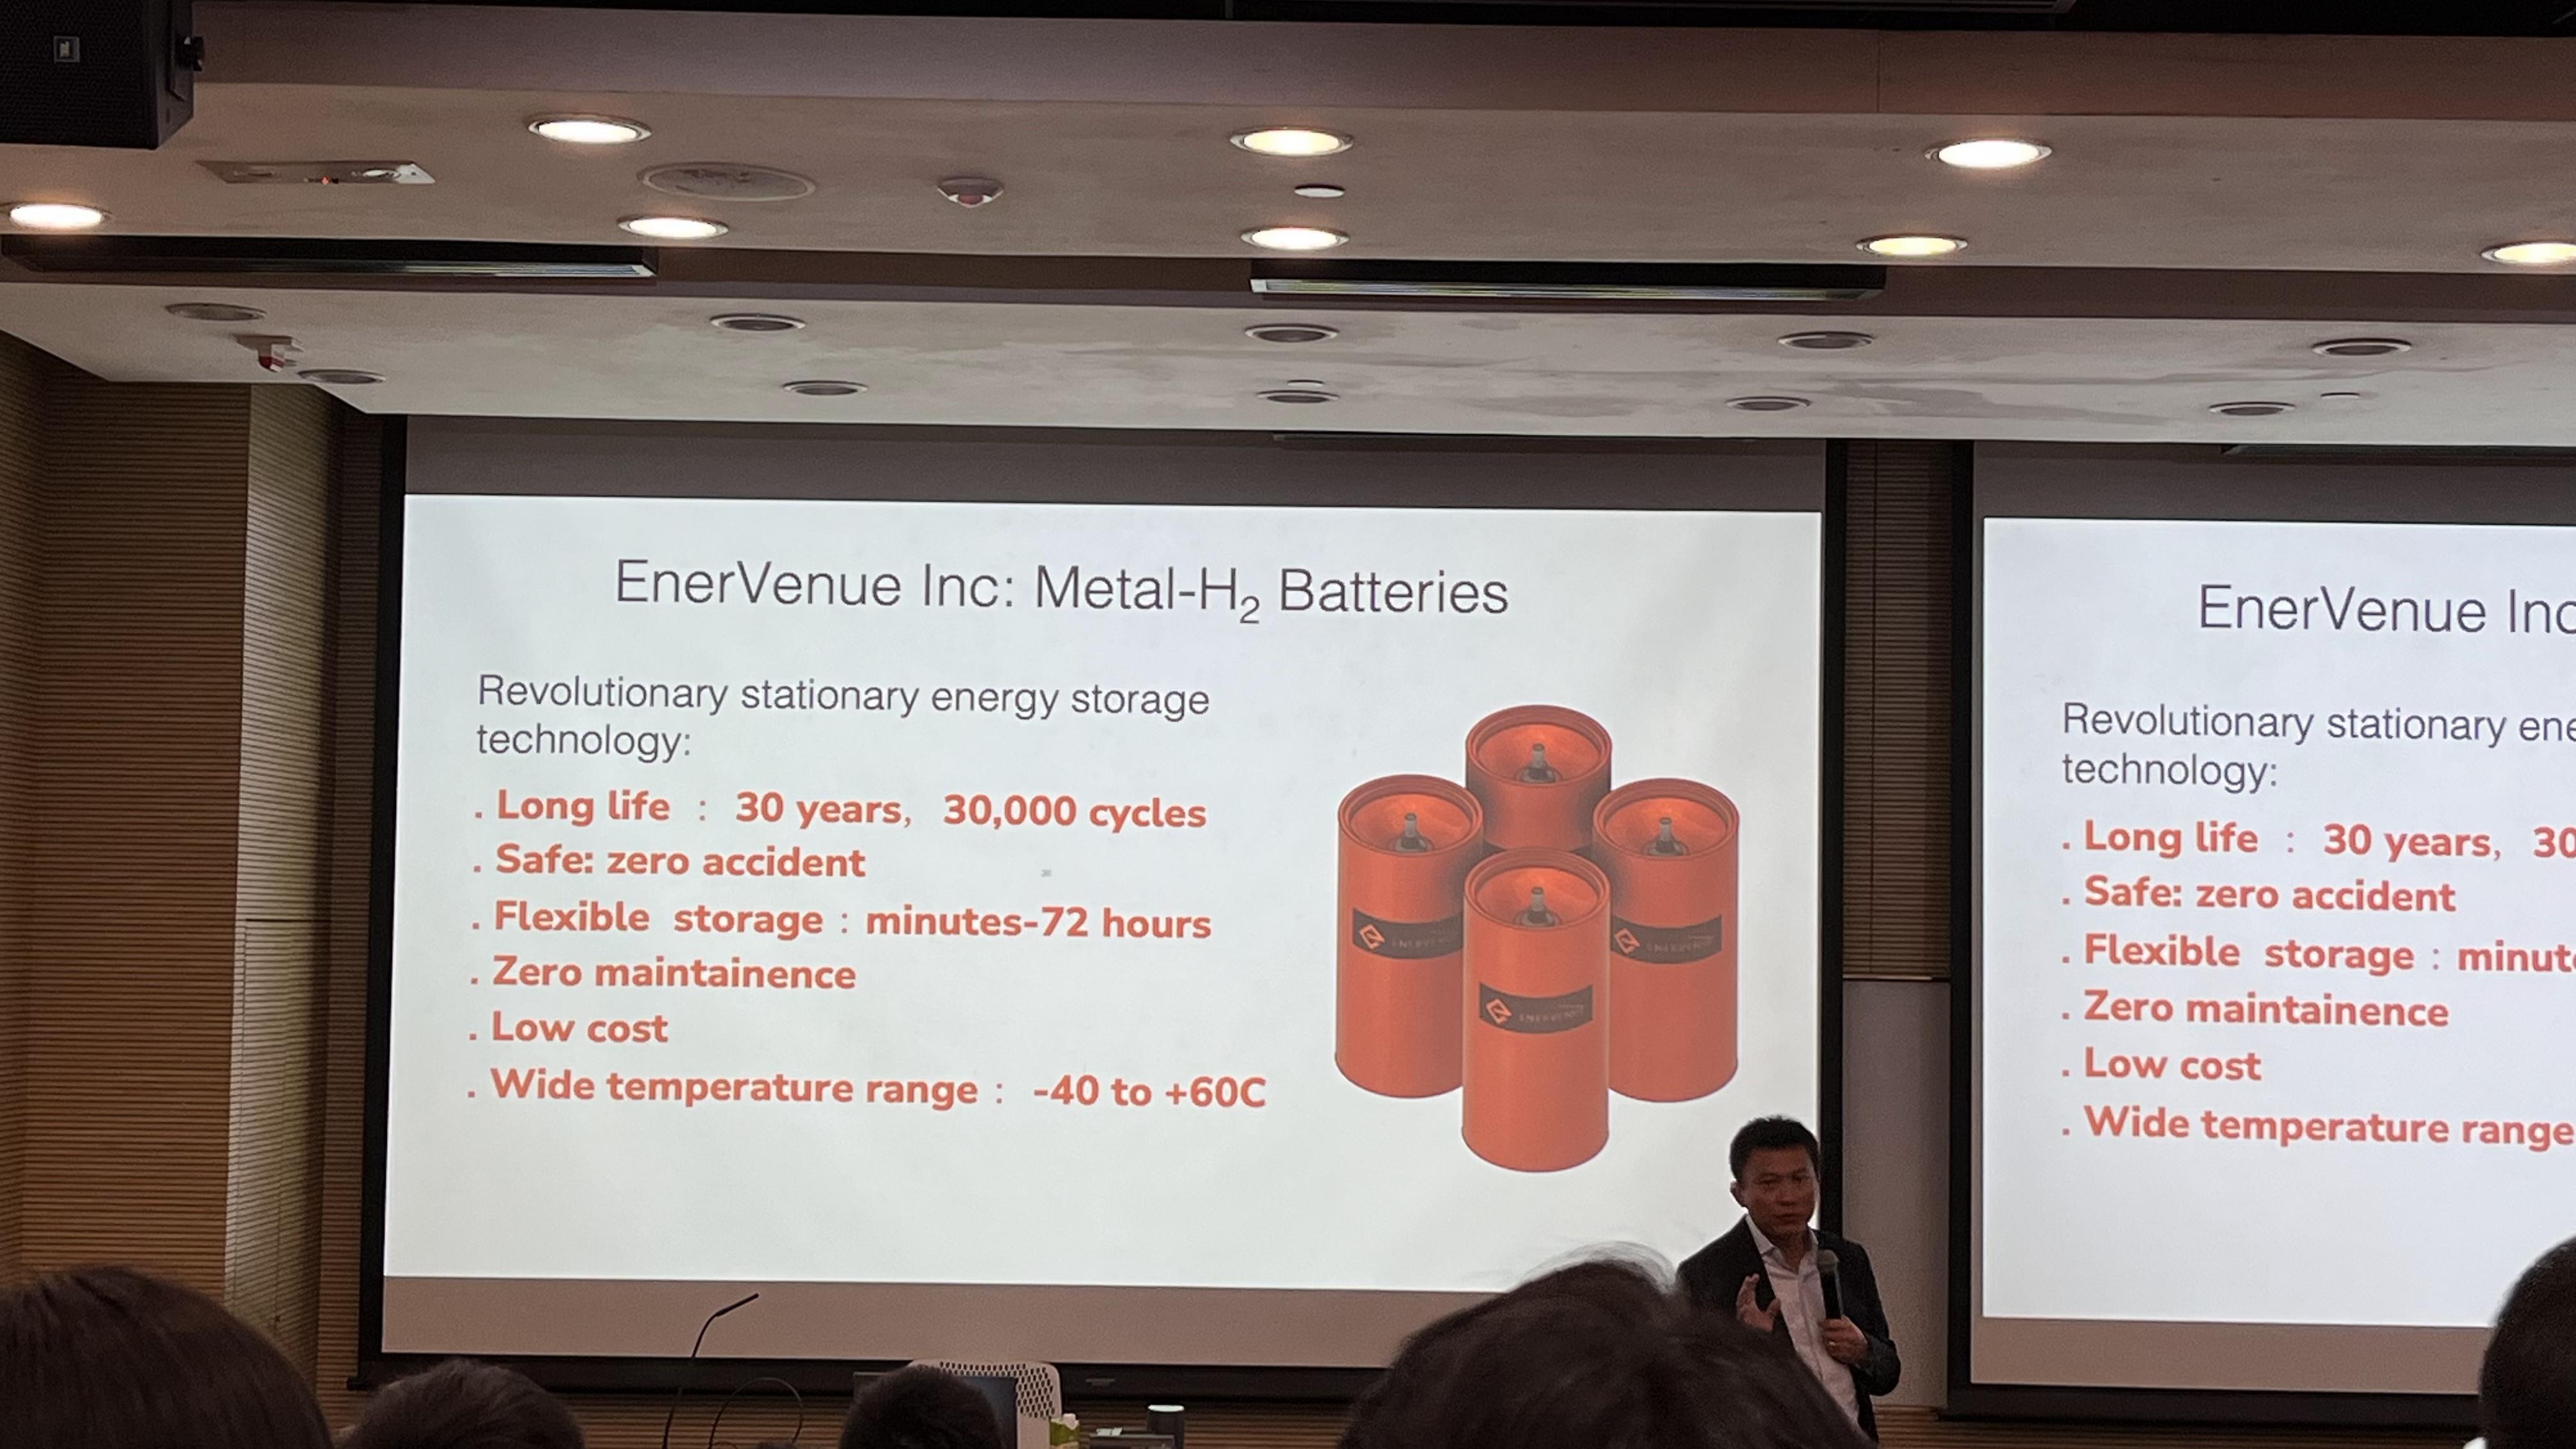 EnerVenue Inc: Metal-H₂ Batteries
Revolutionary stationary energy storage
technology:
. Long life : 30 years, 30,000 cycles
. Safe: zero accident
. Flexible storage : minutes-72 hours
. Zero maintainence
. Low cost
. Wide temperature range : -40 to +60C
ENERVENUE
EnerVenue Inc
Revolutionary stationary ene
technology:
. Long life : 30 years, 30
. Safe: zero accident
. Flexible storage : minut
. Zero maintainence
. Low cost
. Wide temperature range